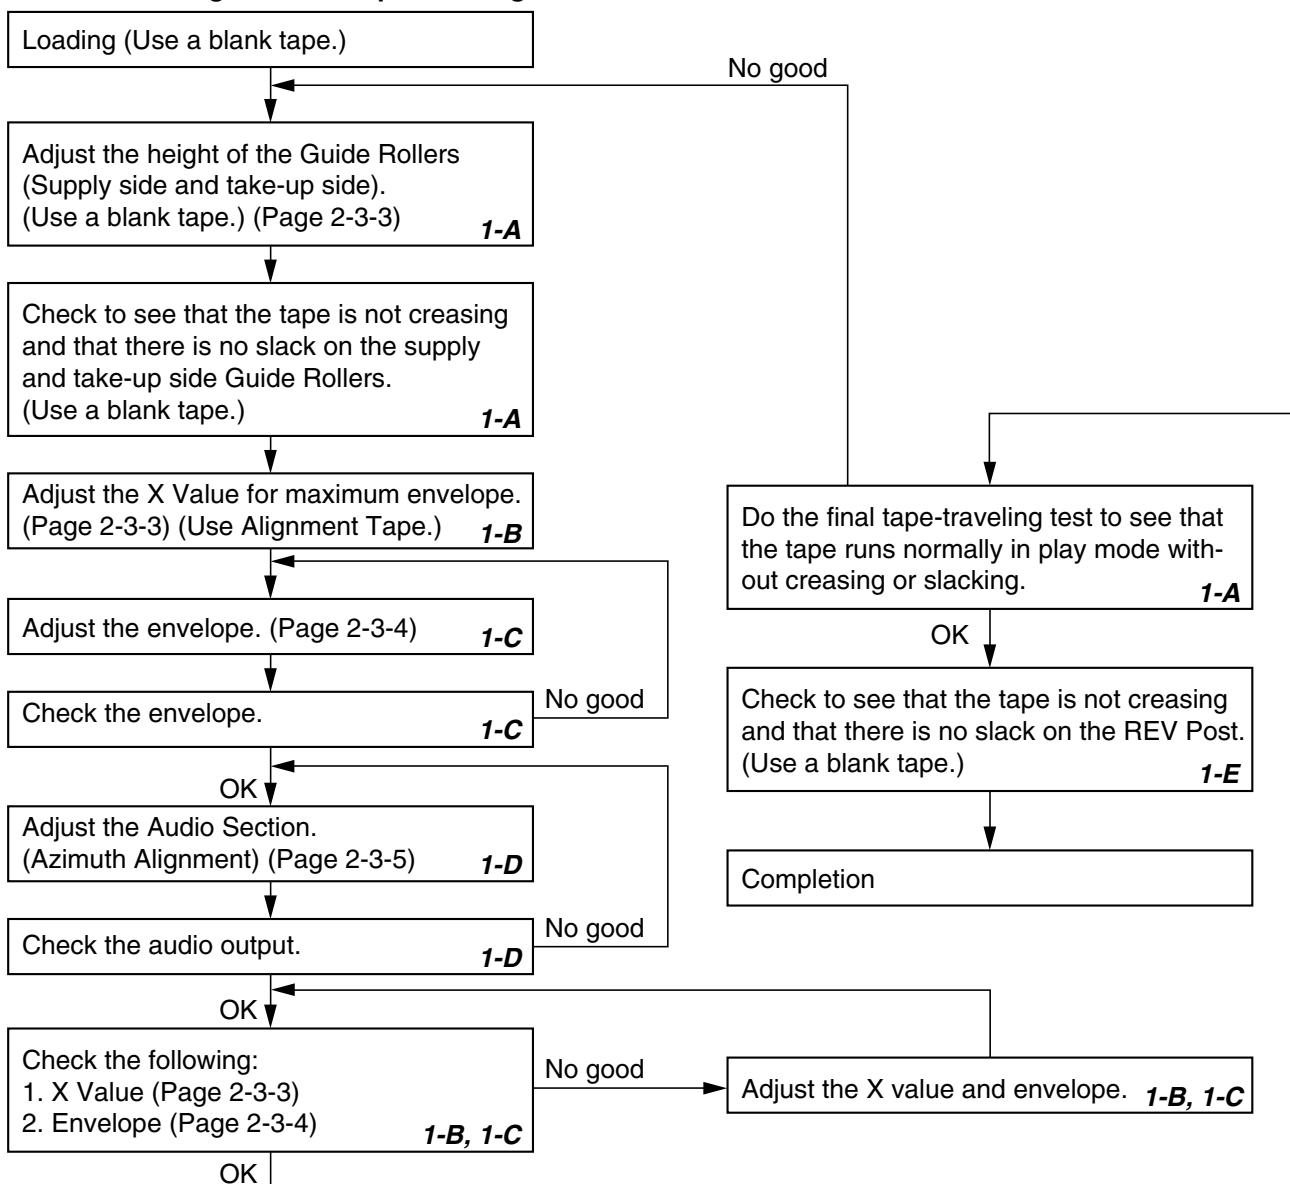 Loading (Use a blank tape.)
No good
Adjust the height of the Guide Rollers
(Supply side and take-up side).
(Use a blank tape.) (Page 2-3-3)
1-A
Check to see that the tape is not creasing
and that there is no slack on the supply
and take-up side Guide Rollers.
(Use a blank tape.)
1-A
Adjust the X Value for maximum envelope.
(Page 2-3-3) (Use Alignment Tape.)
1-B
Adjust the envelope. (Page 2-3-4)
1-C
Check the envelope.
1-C
No good
OK
Adjust the Audio Section.
(Azimuth Alignment) (Page 2-3-5)
1-D
Check the audio output.
1-D
No good
OK
Check the following:
1. X Value (Page 2-3-3)
2. Envelope (Page 2-3-4)
1-B, 1-C
No good
Adjust the X value and envelope.
1-B, 1-C
OK
Do the final tape-traveling test to see that
the tape runs normally in play mode with-
out creasing or slacking.
1-A
OK
Check to see that the tape is not creasing
and that there is no slack on the REV Post.
(Use a blank tape.)
1-E
Completion